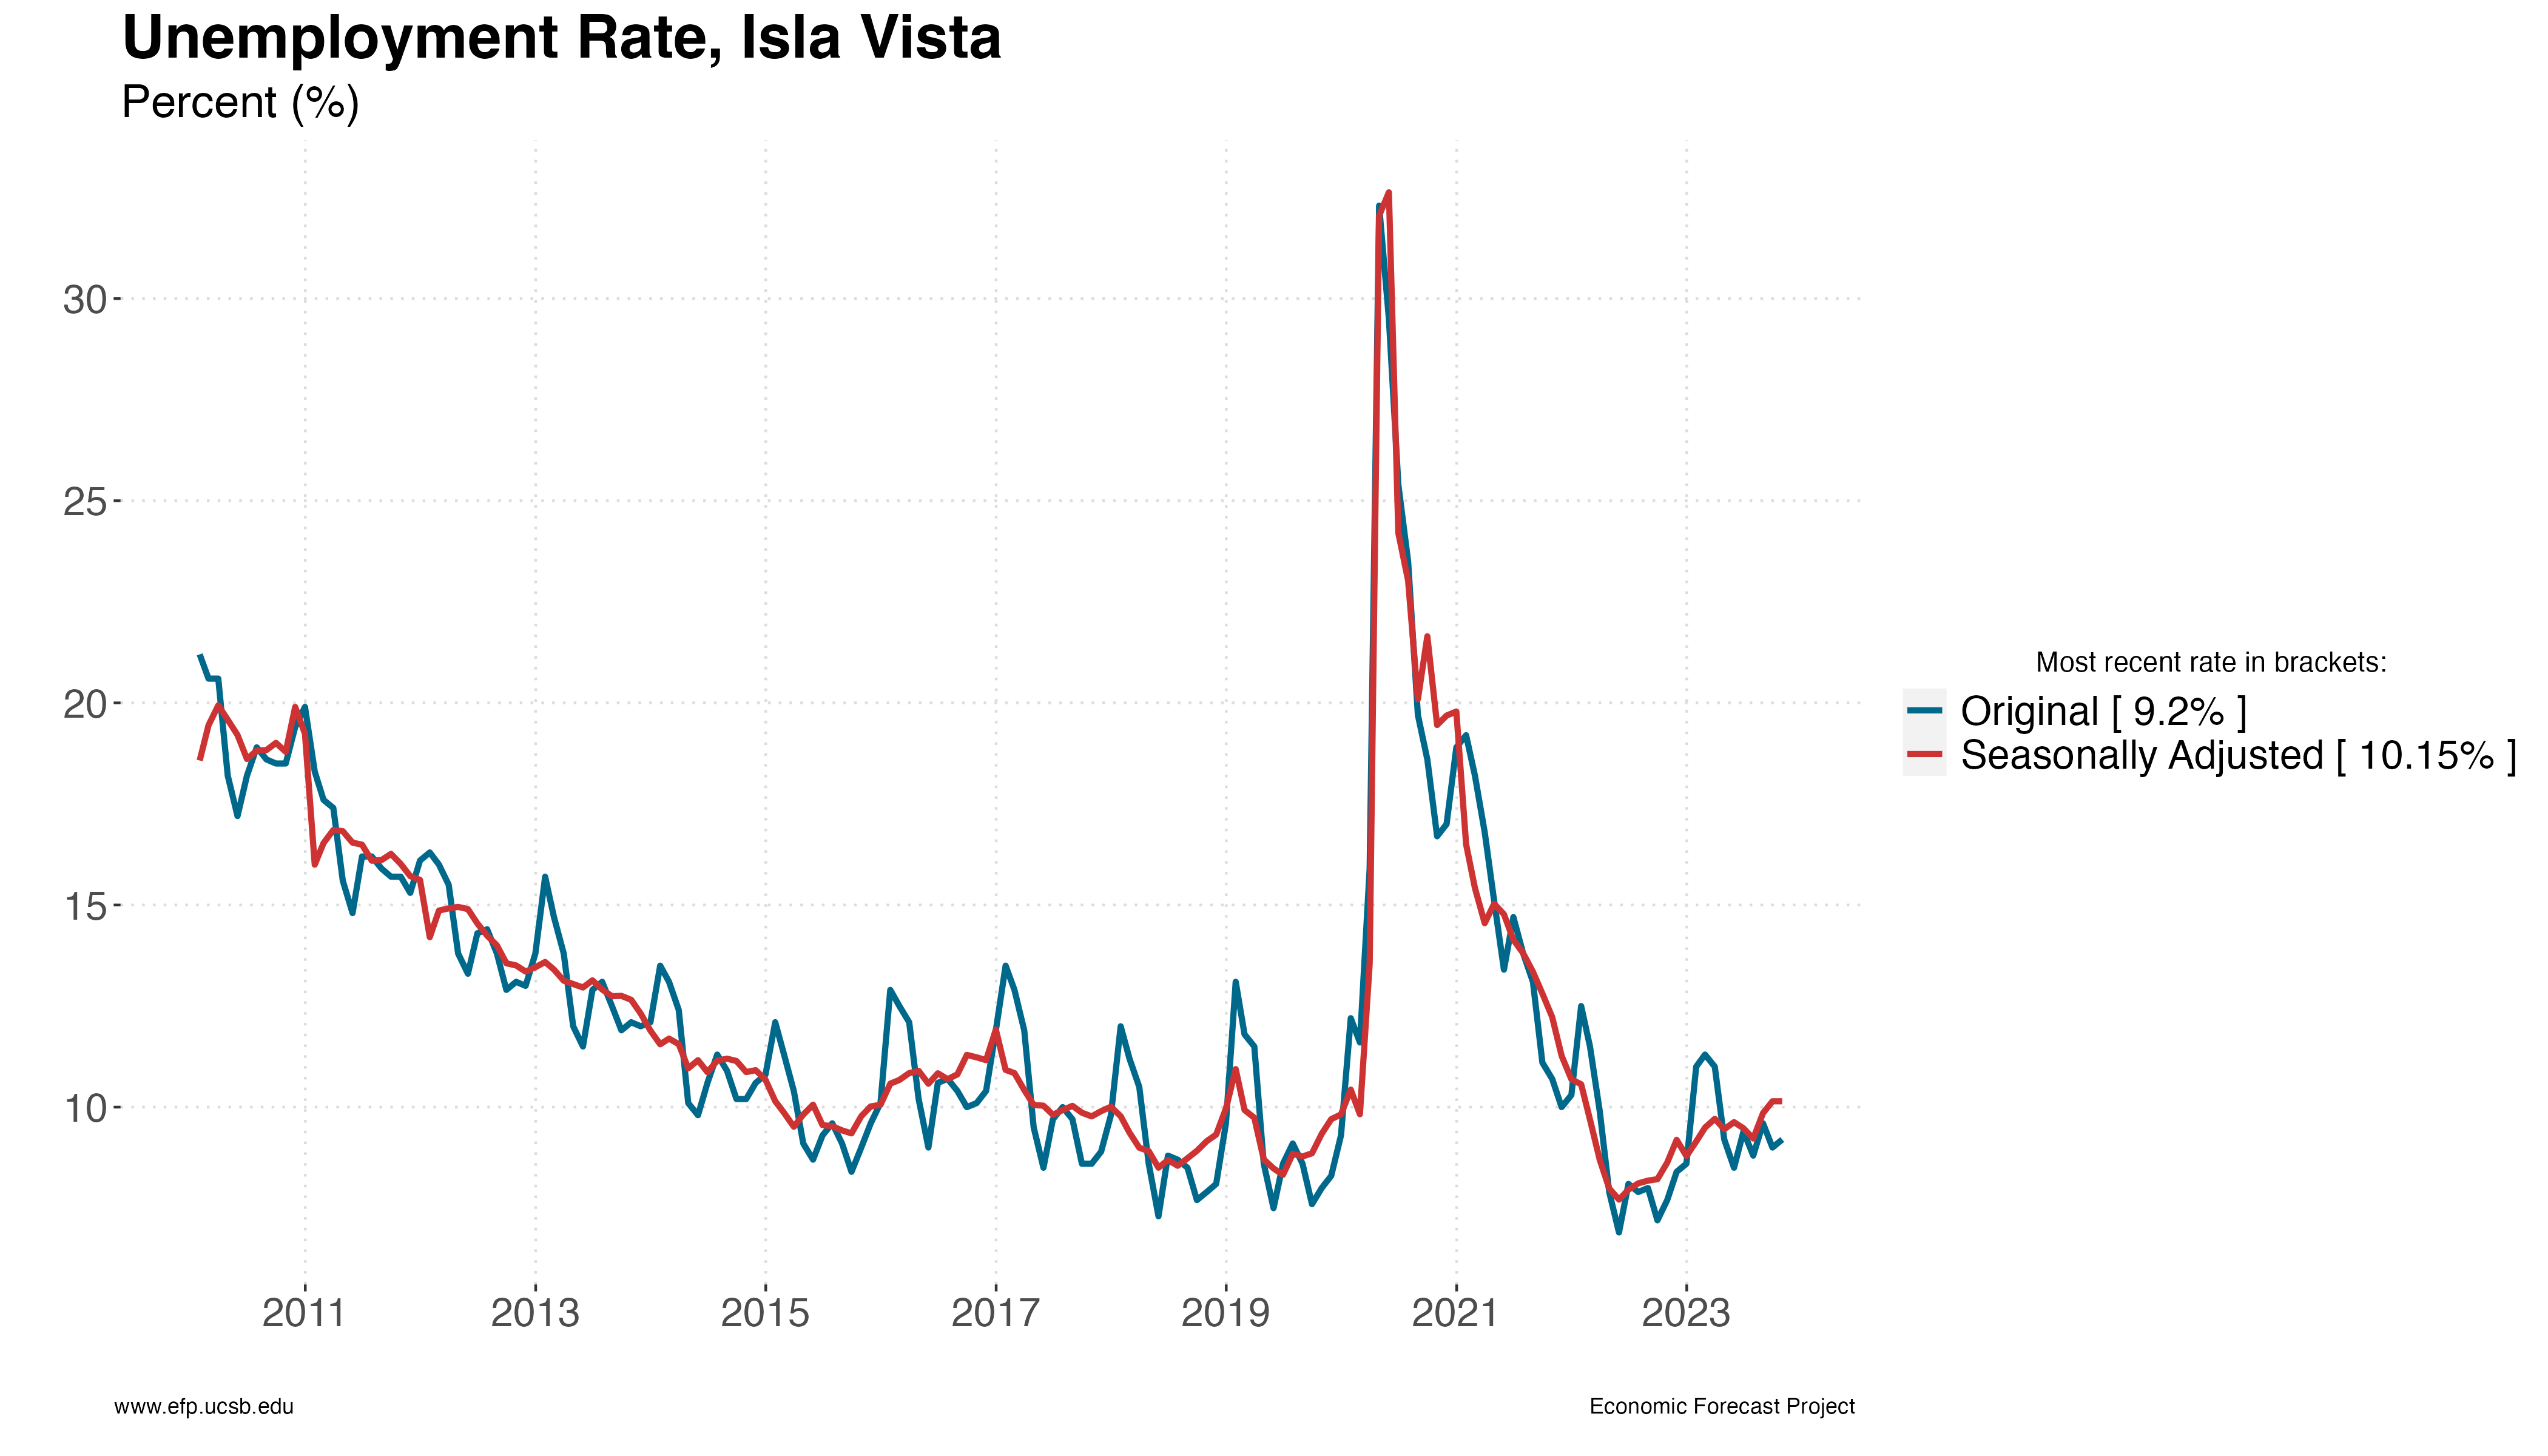 Unemployment Rate, Isla Vista
Percent (%)
30
25
20
15
10
2011 2013 2015 2017 2019 2021 2023
Most recent rate in brackets:
Original [ 9.2% ]
Seasonally Adjusted [ 10.15% ]
www.efp.ucsb.edu
Economic Forecast Project